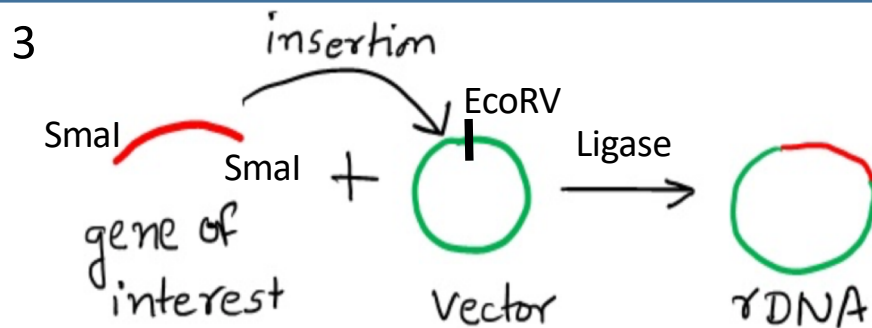 3
insertion
EcoRV
SmaI
SmaI
+
Ligase
gene of
interest
vector
rDNA